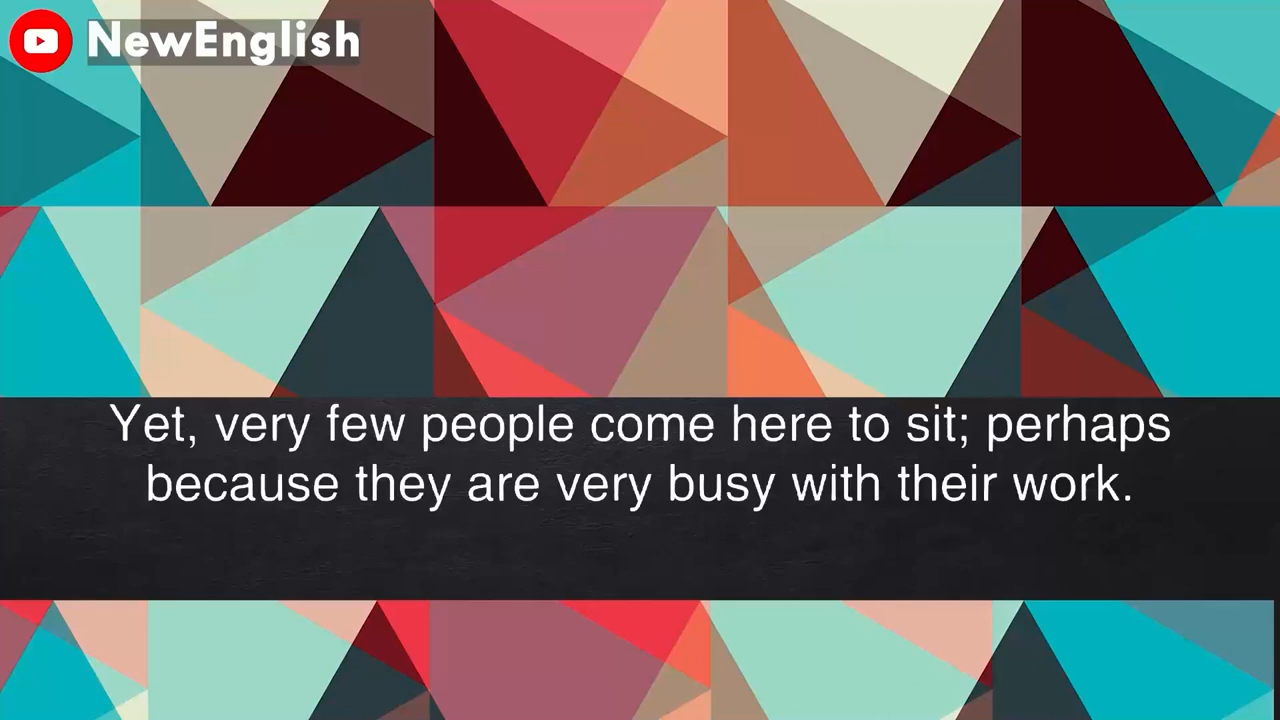 NewEnglish
Yet, very few people come here to sit; perhaps
because they are very busy with their work.